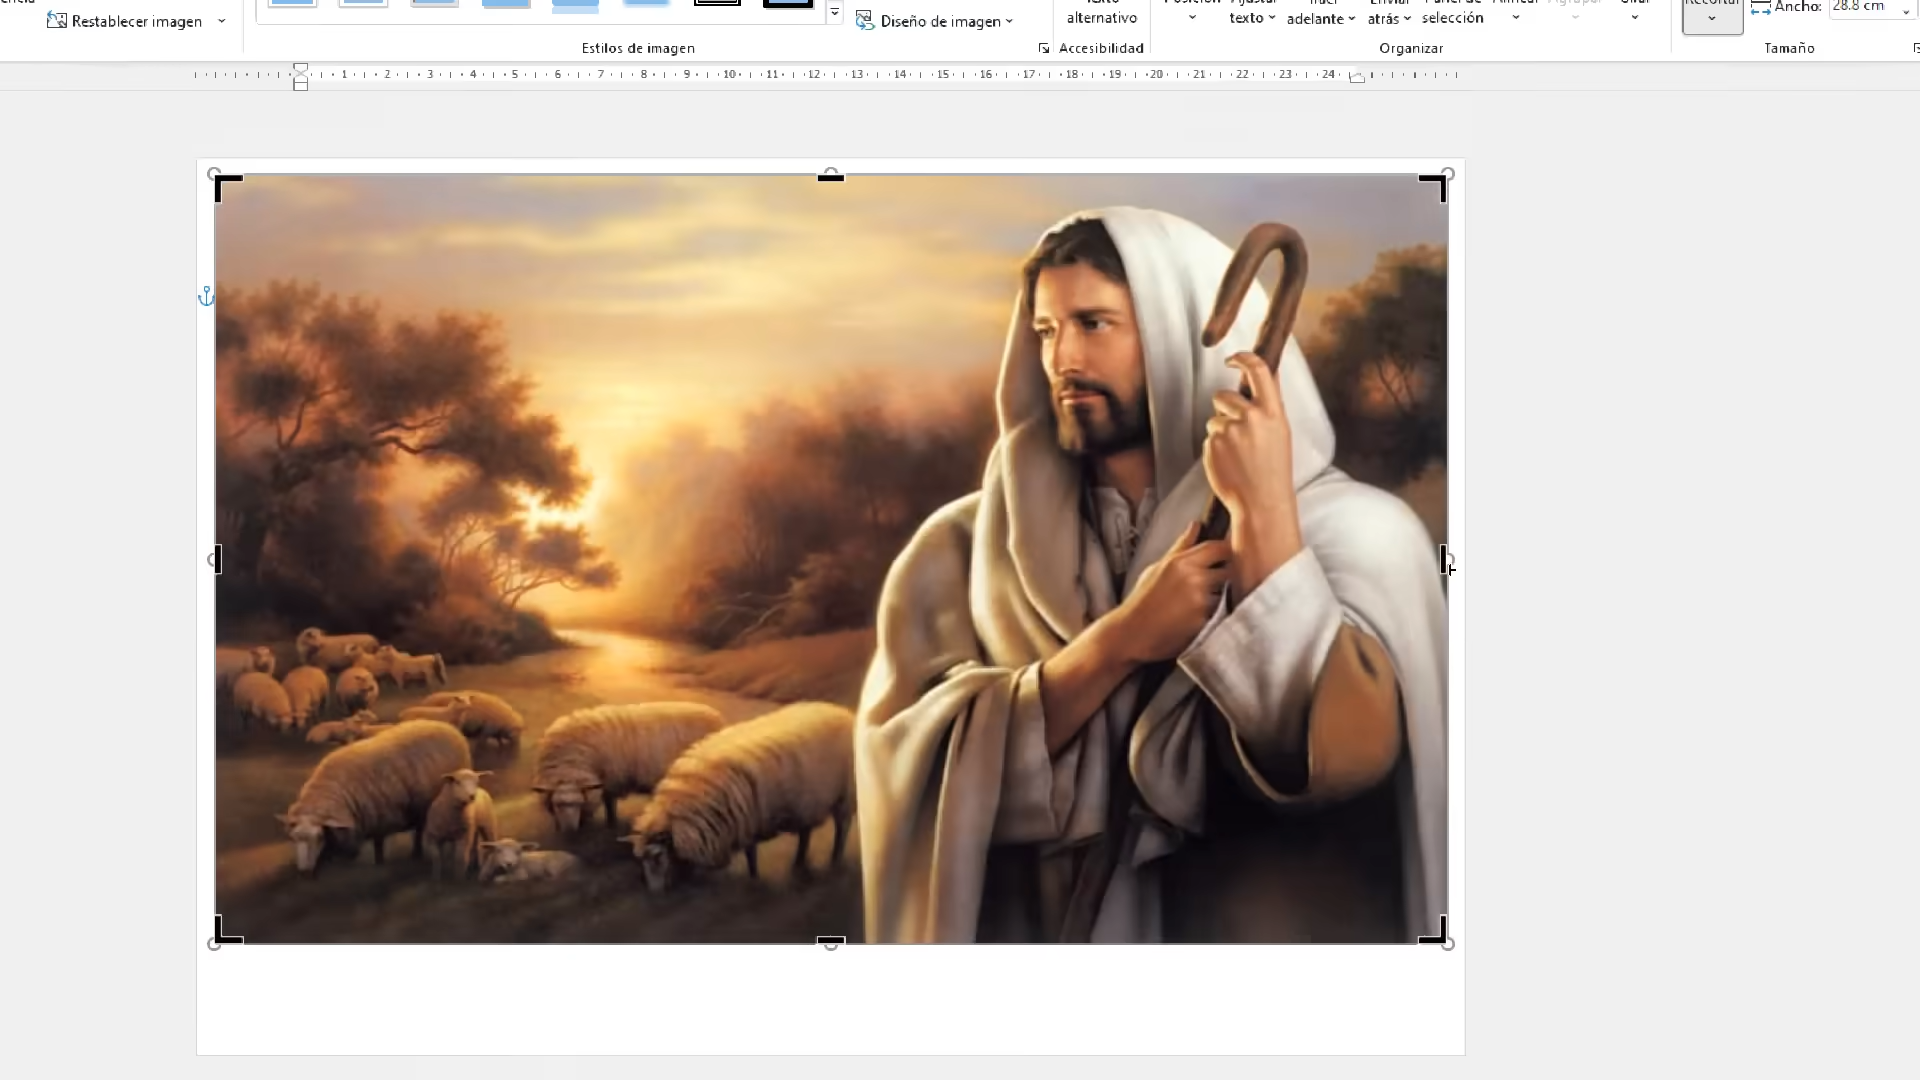 Restablecer imagen
Diseño de imagen
alternativo
texto
adelante
atrás
selección
Ancho:
28.8 cm
Estilos de imagen
Accesibilidad
Organizar
Tamaño
1 2 3 4 5 6 7 8 9 10 11 12 13 14 15 16 17 18 19 20 21 22 23 24